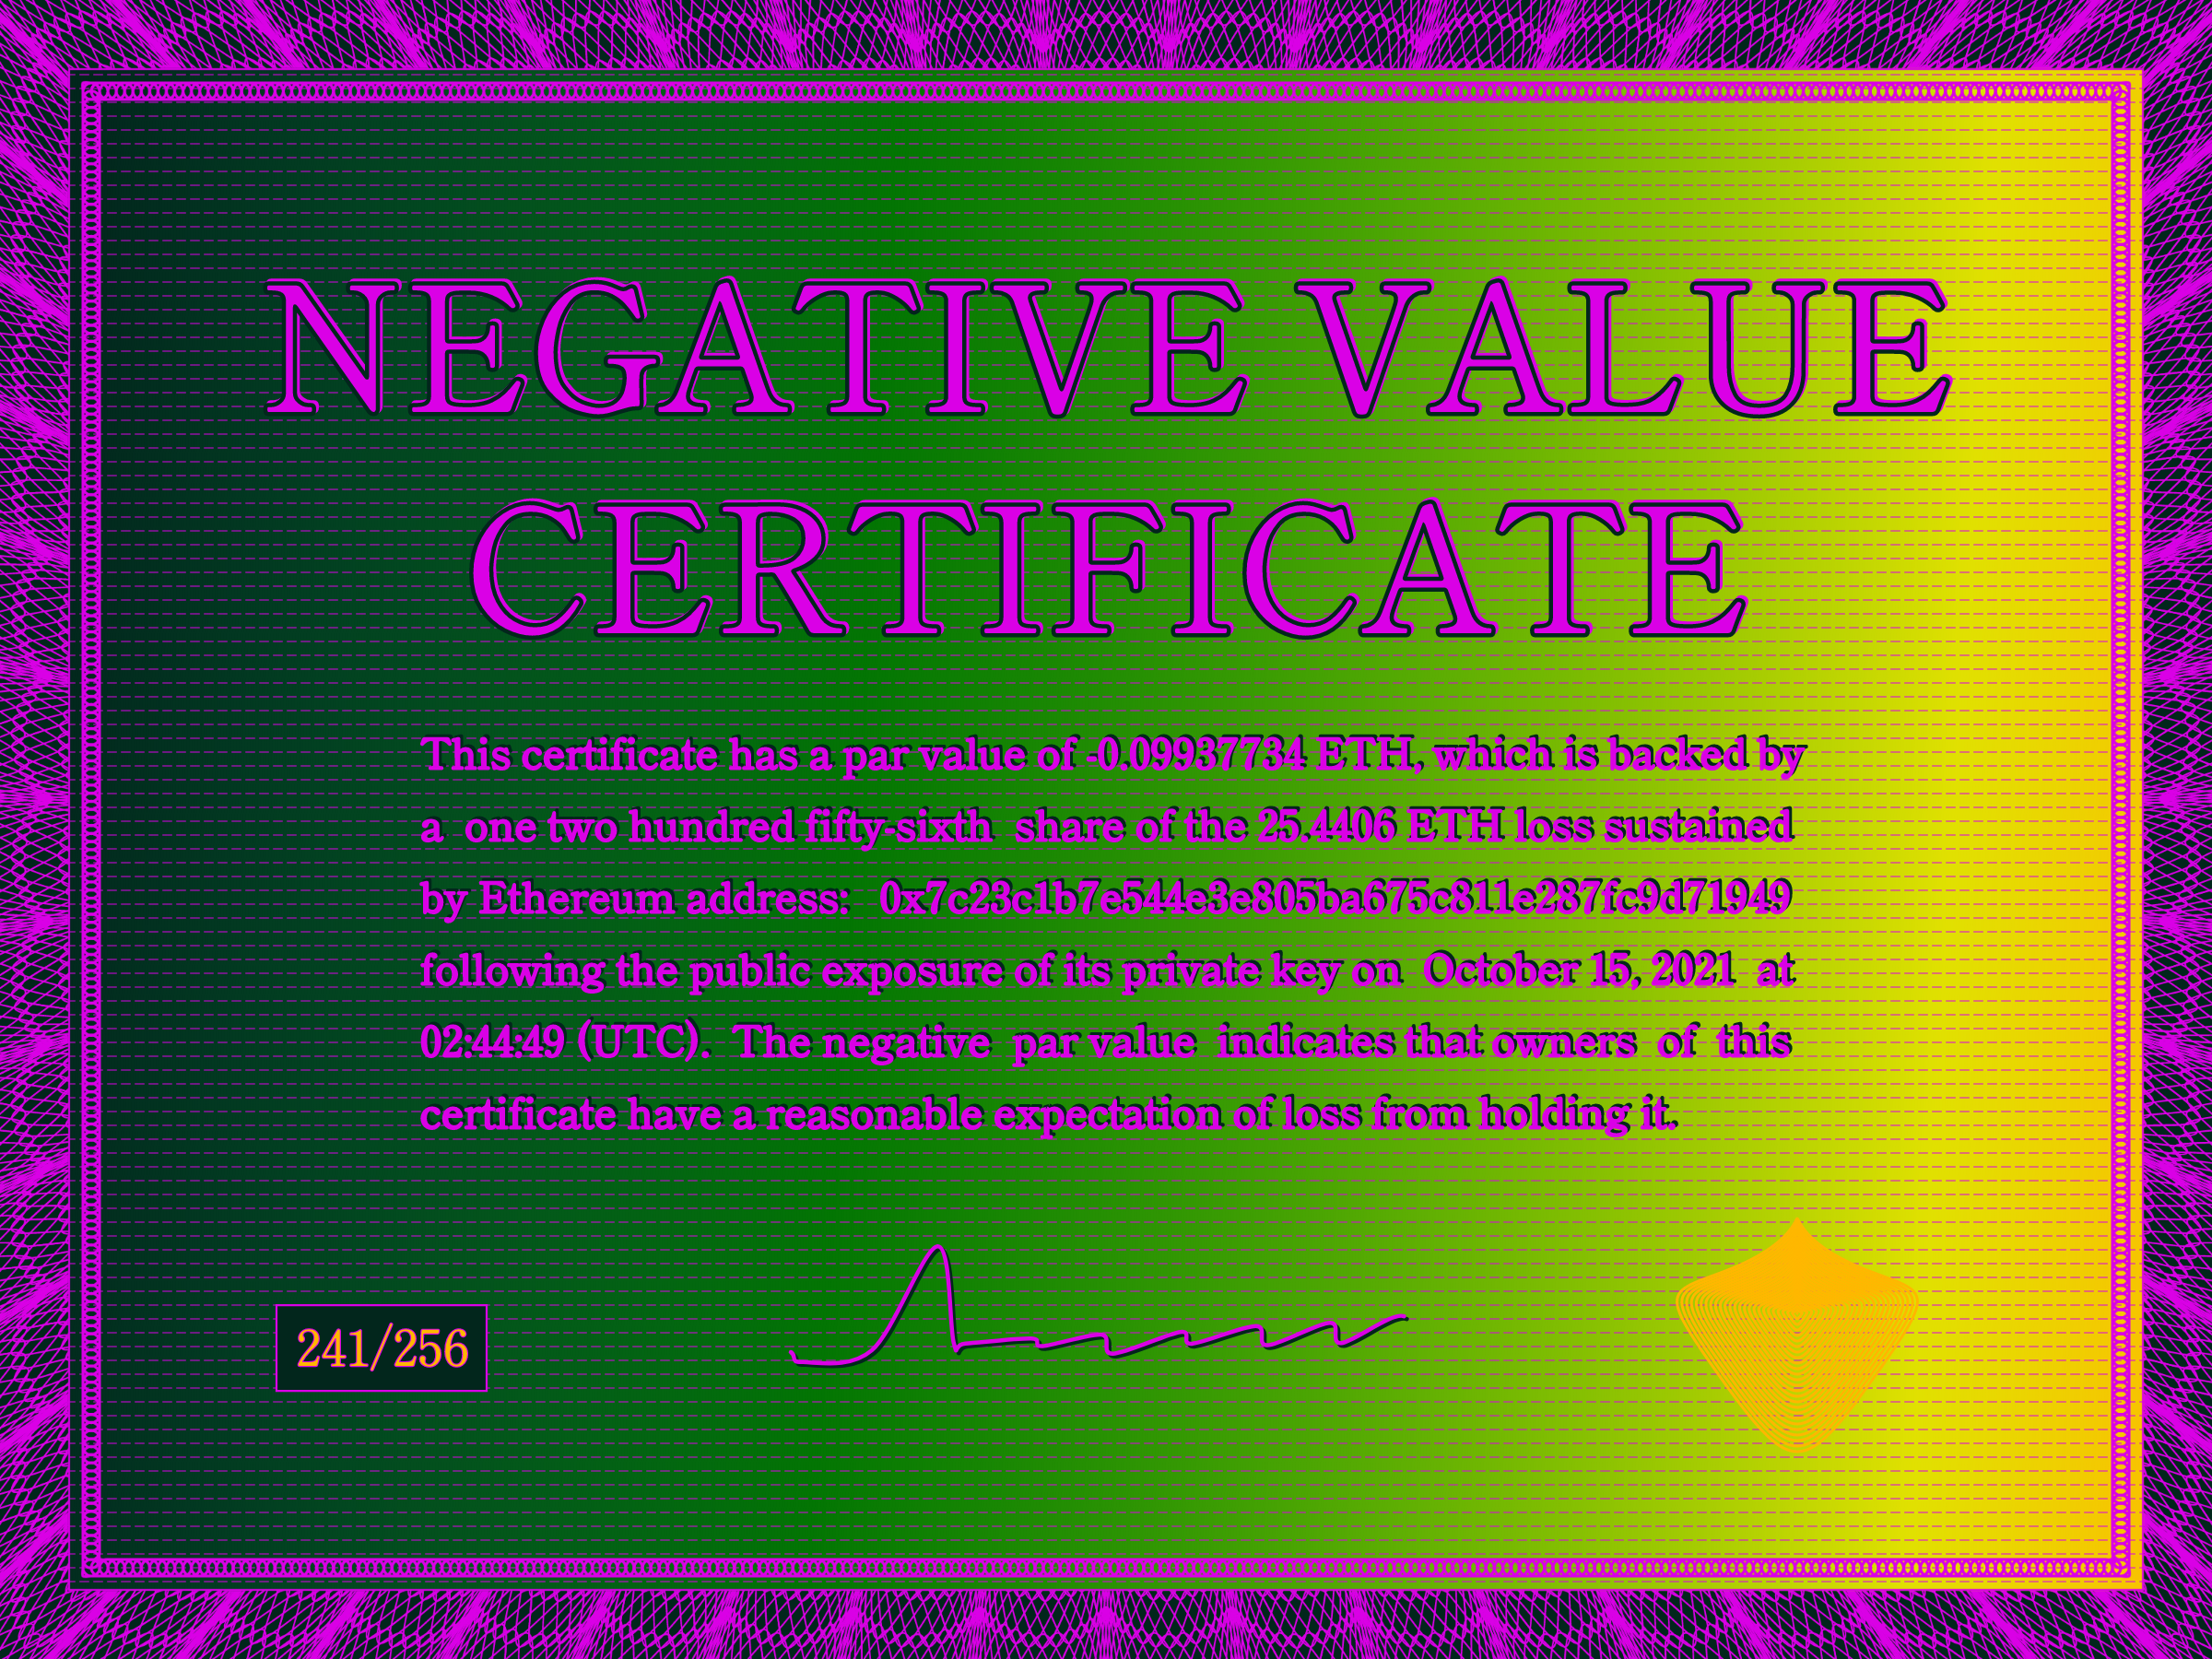 NEGATIVE VALUE
CERTIFICATE
This certificate has a par value of -0.09937734 ETH, which is backed by
a one two hundred fifty-sixth share of the 25.4406 ETH loss sustained
by Ethereum address: 0x7c23c1b7e544e3e805ba675c811e287fc9d71949
following the public exposure of its private key on October 15, 2021 at
02:44:49 (UTC). The negative par value indicates that owners of this
certificate have a reasonable expectation of loss from holding it.
241/256